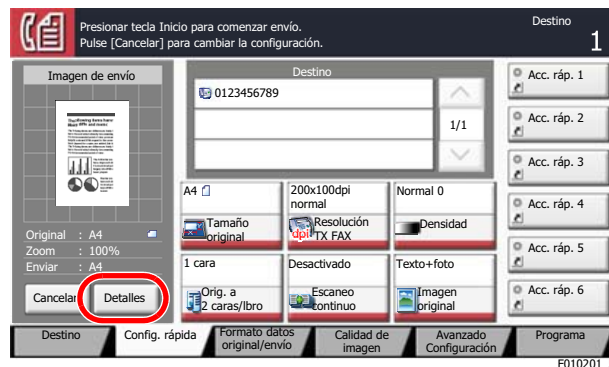 Presionar tecla Inicio para comenzar envío.
Pulse [Cancelar] para cambiar la configuración.
Destino
1
Imagen de envío
Original : A4
Zoom : 100%
Enviar : A4
Cancelar
Detalles
Destino
0123456789
1/1
A4
Tamaño
original
200x100dpi
normal
dpi
Resolución
TX FAX
Normal 0
Densidad
1 cara
Orig. a
2 caras/lbro
Desactivado
Escaneo
continuo
Texto+foto
Imagen
original
Acc. ráp. 1
Acc. ráp. 2
Acc. ráp. 3
Acc. ráp. 4
Acc. ráp. 5
Acc. ráp. 6
Destino
Config. rápida
Formato datos
original/envío
Calidad de
imagen
Avanzado
Configuración
Programa
F010201